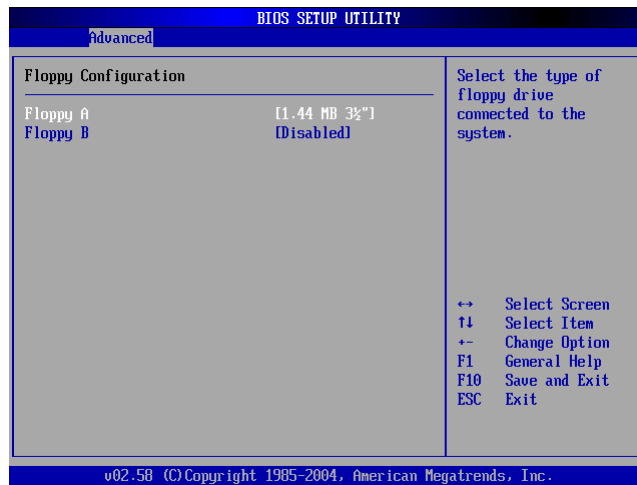 BIOS SETUP UTILITY
Advanced
Floppy Configuration
Floppy A [1.44 MB 3½"]
Floppy B [Disabled]
Select the type of
floppy drive
connected to the
system.
↔ Select Screen
↑↓ Select Item
+- Change Option
F1 General Help
F10 Save and Exit
ESC Exit
v02.58 (C)Copyright 1985-2004, American Megatrends, Inc.